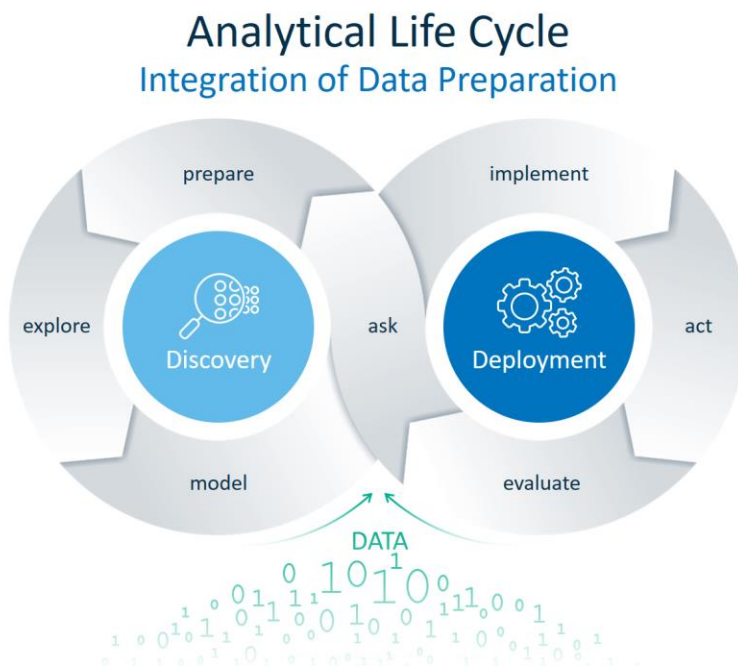 Analytical Life Cycle
Integration of Data Preparation
prepare
implement
explore
Discovery
ask
Deployment
act
model
evaluate
DATA